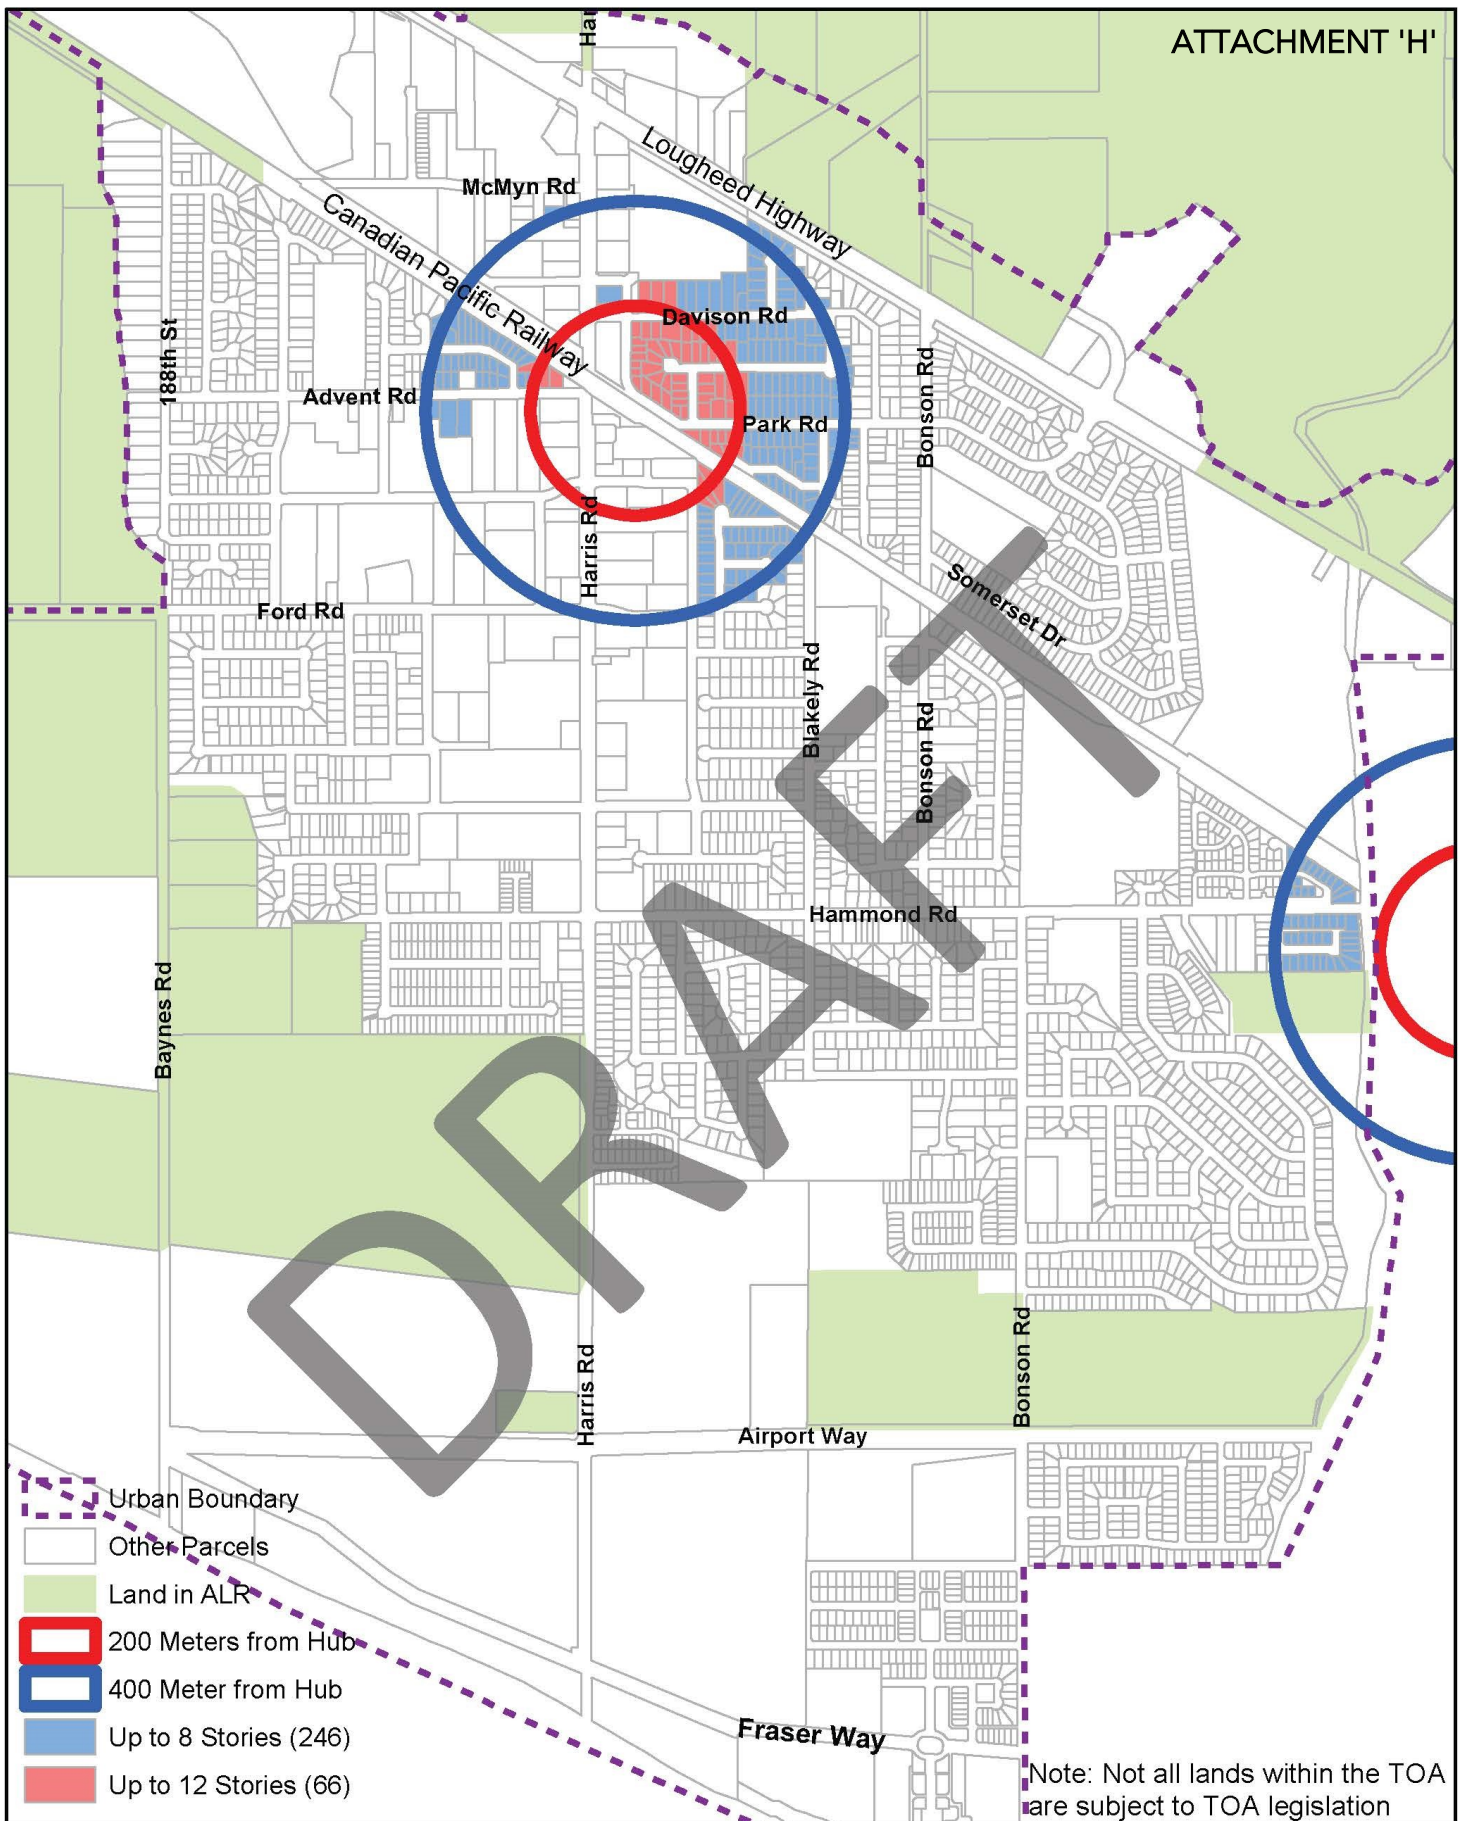 ATTACHMENT 'H'
Har
Lougheed Highway
McMyn Rd
Canadian Pacific Railway
Davison Rd
188th St
Advent Rd
Bonson Rd
Park Rd
Harris Rd
Somerset Dr
Ford Rd
Blakely Rd
Bonson Rd
Hammond Rd
Baynes Rd
DRAFT
Bonson Rd
Harris Rd
Airport Way
Urban Boundary
Other Parcels
Land in ALR
200 Meters from Hub
400 Meter from Hub
Up to 8 Stories (246)
Up to 12 Stories (66)
Fraser Way
Note: Not all lands within the TOA
are subject to TOA legislation